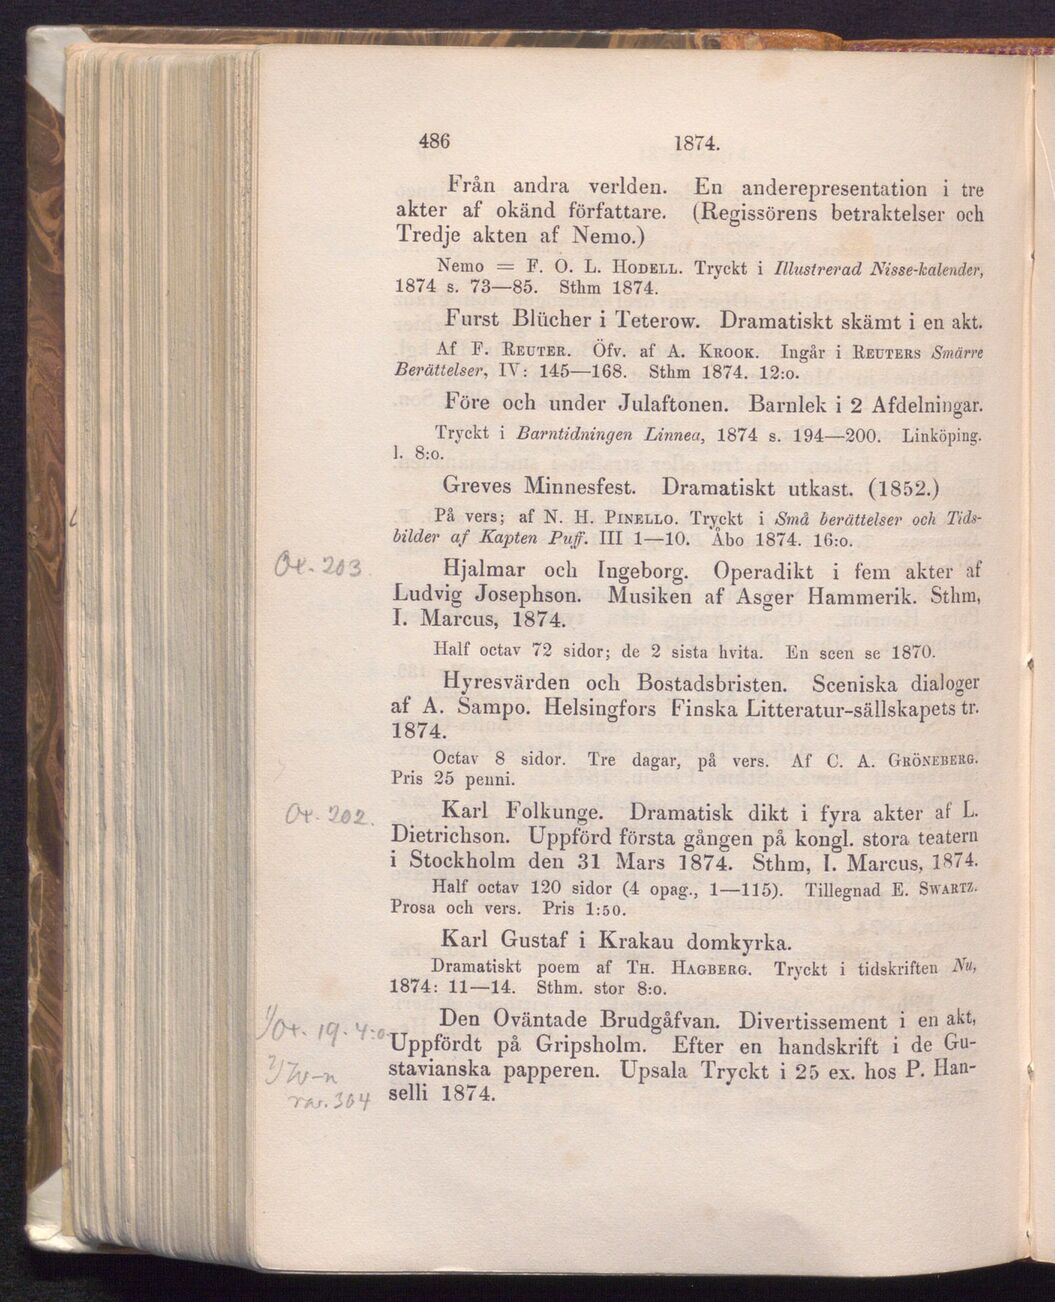 486 1874.
Från andra verlden. En anderepresentation i tre
akter af okänd författare. (Regissörens betraktelser och
Tredje akten af Nemo.)
Nemo = F. O. L. HODELL. Tryckt i Illustrerad Nisse-kalender,
1874 s. 73—85. Sthm 1874.
Furst Blücher i Teterow. Dramatiskt skämt i en akt.
Af F. REUTER. Öfv. af A. KROOK. Ingår i REUTERS Smärre
Berättelser, IV: 145—168. Sthm 1874. 12:o.
Före och under Julaftonen. Barnlek i 2 Afdelningar.
Tryckt i Barntidningen Linnea, 1874 s. 194—200. Linköping.
l. 8:o.
Greves Minnesfest. Dramatiskt utkast. (1852.)
På vers; af N. H. PINELLO. Tryckt i Små berättelser och Tids-
bilder af Kapten Puff. III 1—10. Åbo 1874. 16:o.
Ox. 203
Hjalmar och Ingeborg. Operadikt i fem akter af
Ludvig Josephson. Musiken af Asger Hammerik. Sthm,
I. Marcus, 1874.
Half octav 72 sidor; de 2 sista hvita. En scen se 1870.
Hyresvärden och Bostadsbristen. Sceniska dialoger
af A. Sampo. Helsingfors Finska Litteratur-sällskapets tr.
1874.
Octav 8 sidor. Tre dagar, på vers. Af C. A. GRÖNEBERG.
Pris 25 penni.
Ox. 202.
Karl Folkunge. Dramatisk dikt i fyra akter af L.
Dietrichson. Uppförd första gången på kongl. stora teatern
i Stockholm den 31 Mars 1874. Sthm, I. Marcus, 1874.
Half octav 120 sidor (4 opag., 1—115). Tillegnad E. SWARTZ.
Prosa och vers. Pris 1:50.
Karl Gustaf i Krakau domkyrka.
Dramatiskt poem af TH. HAGBERG. Tryckt i tidskriften Nu,
1874: 11—14. Sthm. stor 8:o.
1/Ox. 19. 4:o
Den Oväntade Brudgåfvan. Divertissement i en akt,
Uppfördt på Gripsholm. Efter en handskrift i de Gu-
stavianska papperen. Upsala Tryckt i 25 ex. hos P. Han-
rar. 304
selli 1874.